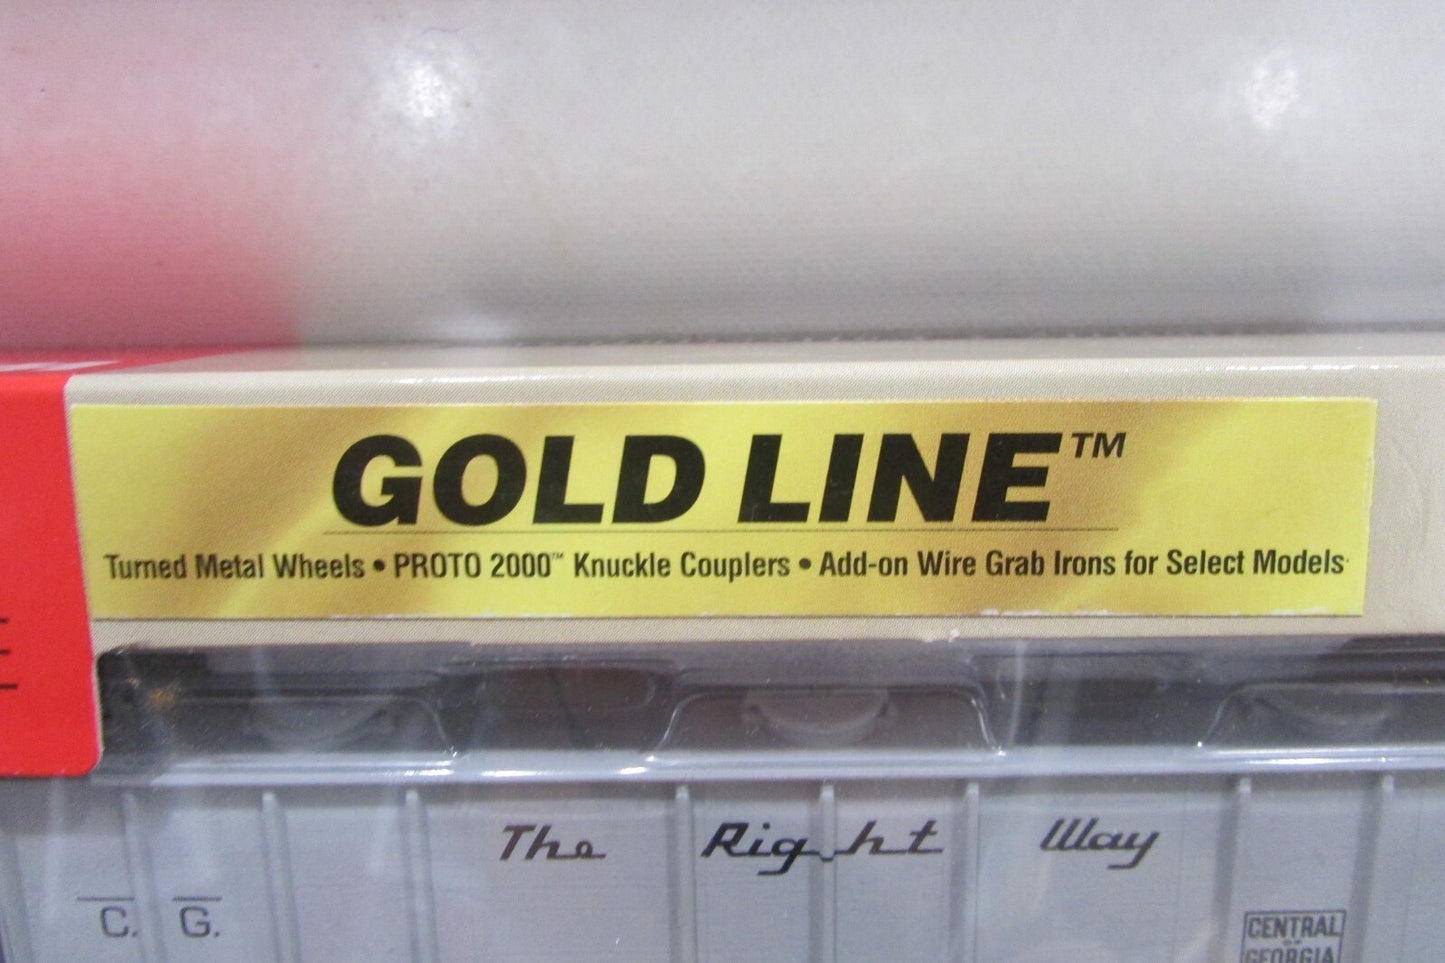 GOLD LINE™
Turned Metal Wheels • PROTO 2000™ Knuckle Couplers • Add-on Wire Grab Irons for Select Models
The Right Way
C. G.
CENTRAL
OF
GEORGIA